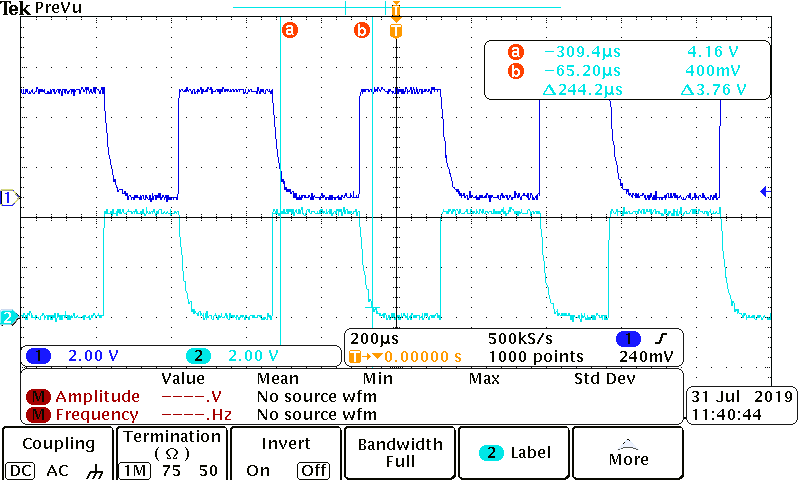 Tek PreVu
T
a b T
a -309.4µs 4.16 V
b -65.20µs 400mV
Δ244.2µs Δ3.76 V
1
2
1 2.00 V 2 2.00 V
200µs 500kS/s 1 ∫
T→▼0.00000 s 1000 points 240mV
Value Mean Min Max Std Dev
M Amplitude ----.V No source wfm
M Frequency ----.Hz No source wfm
31 Jul 2019
11:40:44
Coupling
DC AC
Termination
( Ω )
1M 75 50
Invert
On Off
Bandwidth
Full
2 Label
More